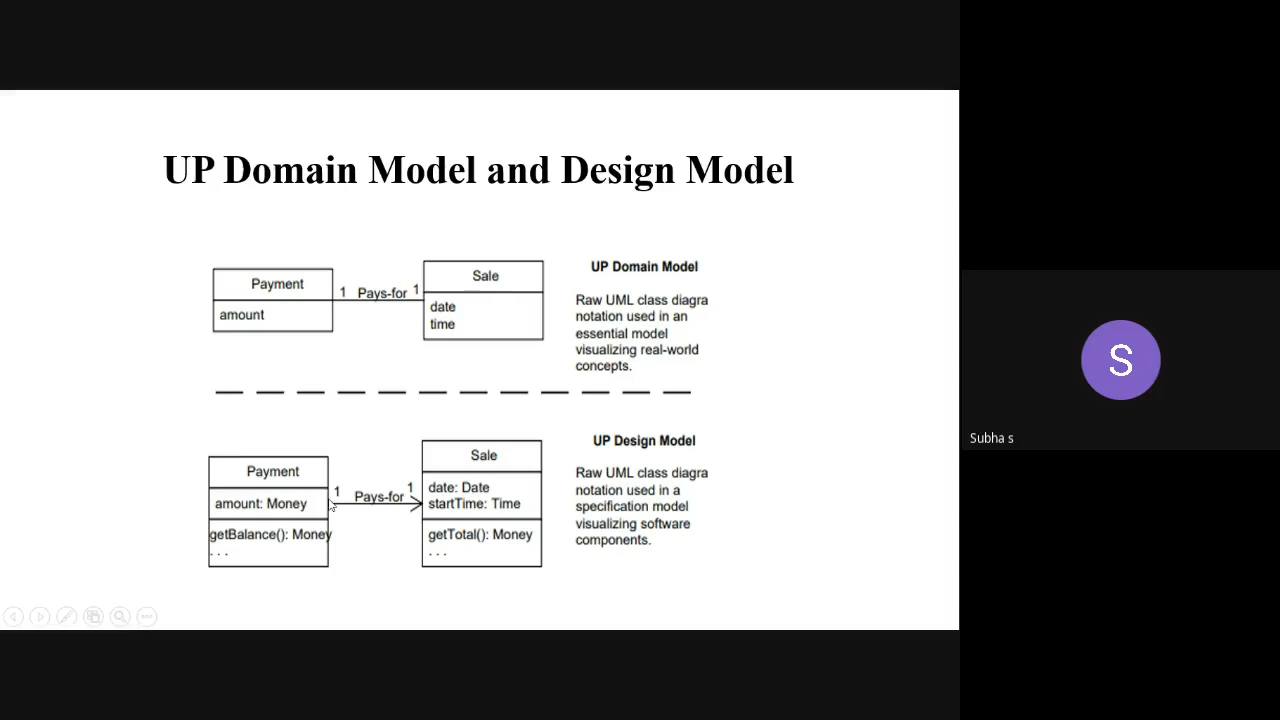 UP Domain Model and Design Model
Payment
amount
1 Pays-for 1
Sale
date
time
UP Domain Model
Raw UML class diagra
notation used in an
essential model
visualizing real-world
concepts.
Payment
amount: Money
getBalance(): Money
. . .
1 Pays-for 1
Sale
date: Date
startTime: Time
getTotal(): Money
. . .
UP Design Model
Raw UML class diagra
notation used in a
specification model
visualizing software
components.
S
Subha s